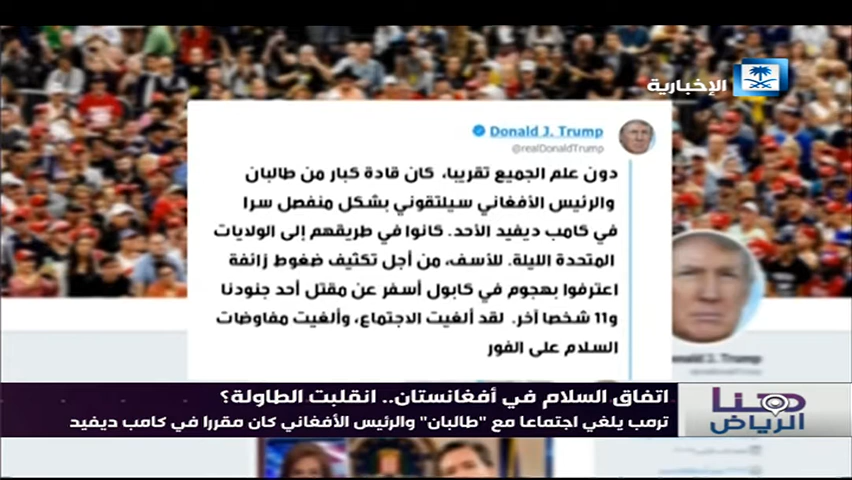 الإخبارية
Donald J. Trump
@realDonaldTrump
دون علم الجميع تقريبا، كان قادة كبار من طالبان
والرئيس الأفغاني سيلتقوني بشكل منفصل سرا
في كامب ديفيد الأحد. كانوا في طريقهم إلى الولايات
المتحدة الليلة. للأسف، من أجل تكثيف ضغوط زائفة
اعترفوا بهجوم في كابول أسفر عن مقتل أحد جنودنا
و11 شخصا آخر. لقد ألغيت الاجتماع، وألغيت مفاوضات
السلام على الفور
Donald J. Trump
اتفاق السلام في أفغانستان.. انقلبت الطاولة؟
ترمب يلغي اجتماعا مع "طالبان" والرئيس الأفغاني كان مقررا في كامب ديفيد
هنا
الرياض